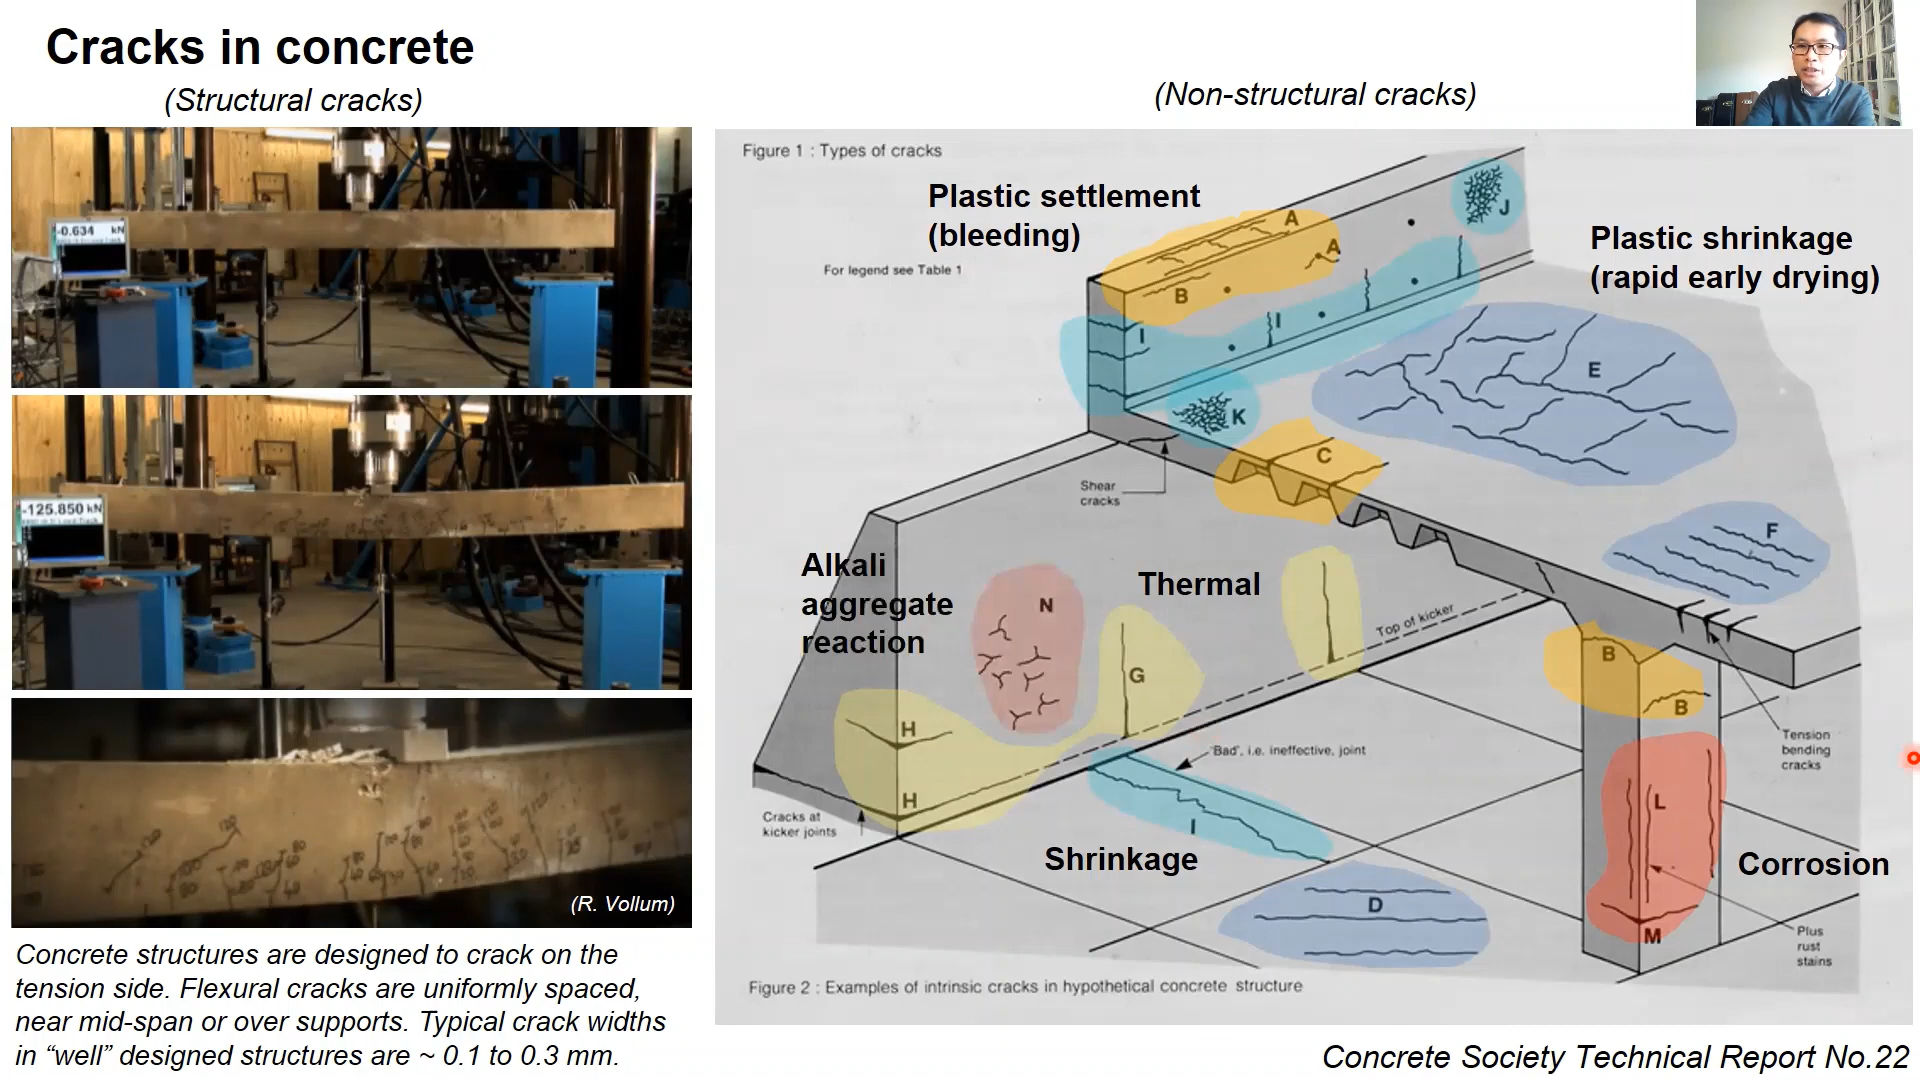 Cracks in concrete
(Structural cracks)
-0.634 kN
-125.850 kN
(R. Vollum)
Concrete structures are designed to crack on the
tension side. Flexural cracks are uniformly spaced,
near mid-span or over supports. Typical crack widths
in “well” designed structures are ~ 0.1 to 0.3 mm.
(Non-structural cracks)
Figure 1 : Types of cracks
Plastic settlement
(bleeding)
For legend see Table 1
Plastic shrinkage
(rapid early drying)
A
A
B
J
I
I
K
E
C
Shear
cracks
F
Alkali
aggregate
reaction
N
Thermal
G
Top of kicker
B
B
H
H
'Bad', i.e. ineffective, joint
Tension
bending
cracks
Cracks at
kicker joints
I
L
Shrinkage
Corrosion
D
M
Plus
rust
stains
Figure 2 : Examples of intrinsic cracks in hypothetical concrete structure
Concrete Society Technical Report No.22